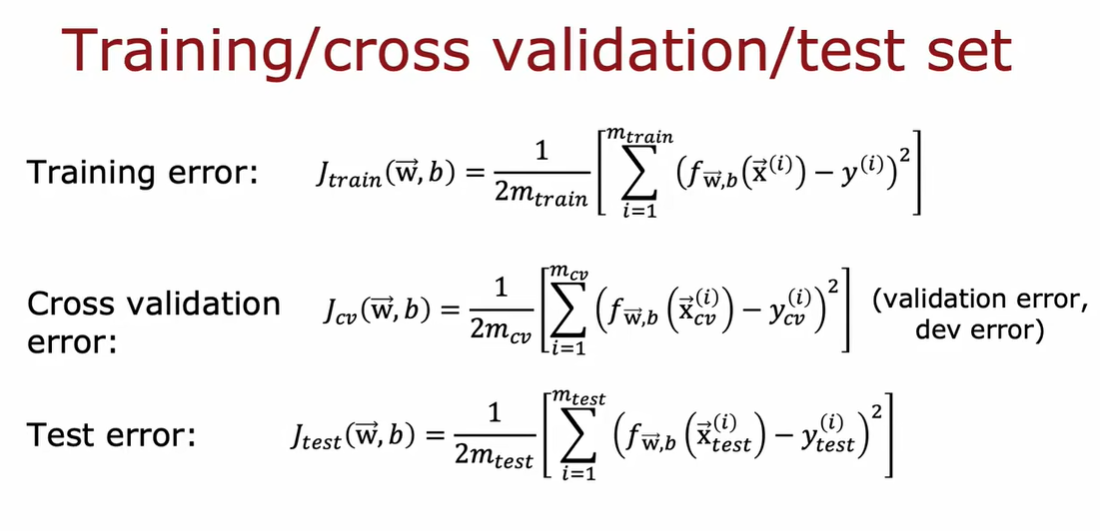 Training/cross validation/test set
Training error: $J_{train}(\vec{w}, b) = \frac{1}{2m_{train}} \left[ \sum_{i=1}^{m_{train}} (f_{\vec{w},b}(\vec{x}^{(i)}) - y^{(i)})^2 \right]$
Cross validation error: $J_{cv}(\vec{w}, b) = \frac{1}{2m_{cv}} \left[ \sum_{i=1}^{m_{cv}} \left( f_{\vec{w},b}\left(\vec{x}_{cv}^{(i)}\right) - y_{cv}^{(i)} \right)^2 \right]$ (validation error, dev error)
Test error: $J_{test}(\vec{w}, b) = \frac{1}{2m_{test}} \left[ \sum_{i=1}^{m_{test}} \left( f_{\vec{w},b}\left(\vec{x}_{test}^{(i)}\right) - y_{test}^{(i)} \right)^2 \right]$